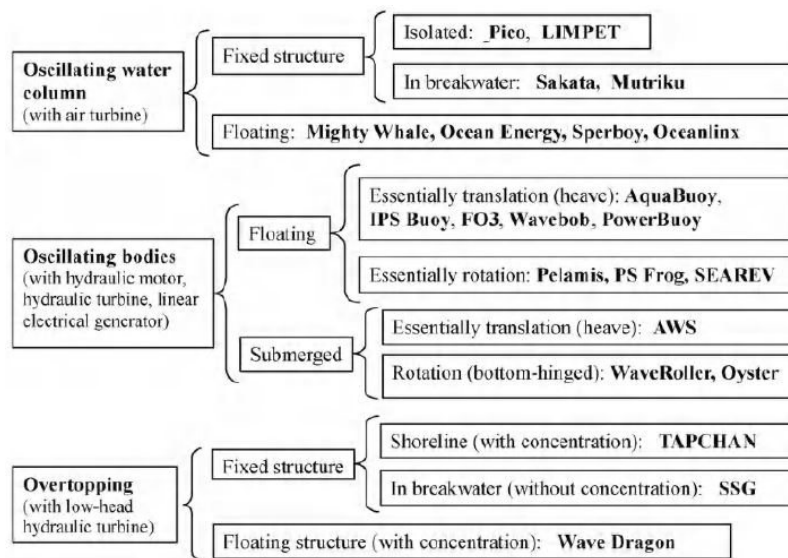 Oscillating water
column
(with air turbine)
Fixed structure
Isolated: _Pico, LIMPET
In breakwater: Sakata, Mutriku
Floating: Mighty Whale, Ocean Energy, Sperboy, Oceanlinx
Oscillating bodies
(with hydraulic motor,
hydraulic turbine, linear
electrical generator)
Floating
Essentially translation (heave): AquaBuoy,
IPS Buoy, FO3, Wavebob, PowerBuoy
Essentially rotation: Pelamis, PS Frog, SEAREV
Submerged
Essentially translation (heave): AWS
Rotation (bottom-hinged): WaveRoller, Oyster
Overtopping
(with low-head
hydraulic turbine)
Fixed structure
Shoreline (with concentration): TAPCHAN
In breakwater (without concentration): SSG
Floating structure (with concentration): Wave Dragon